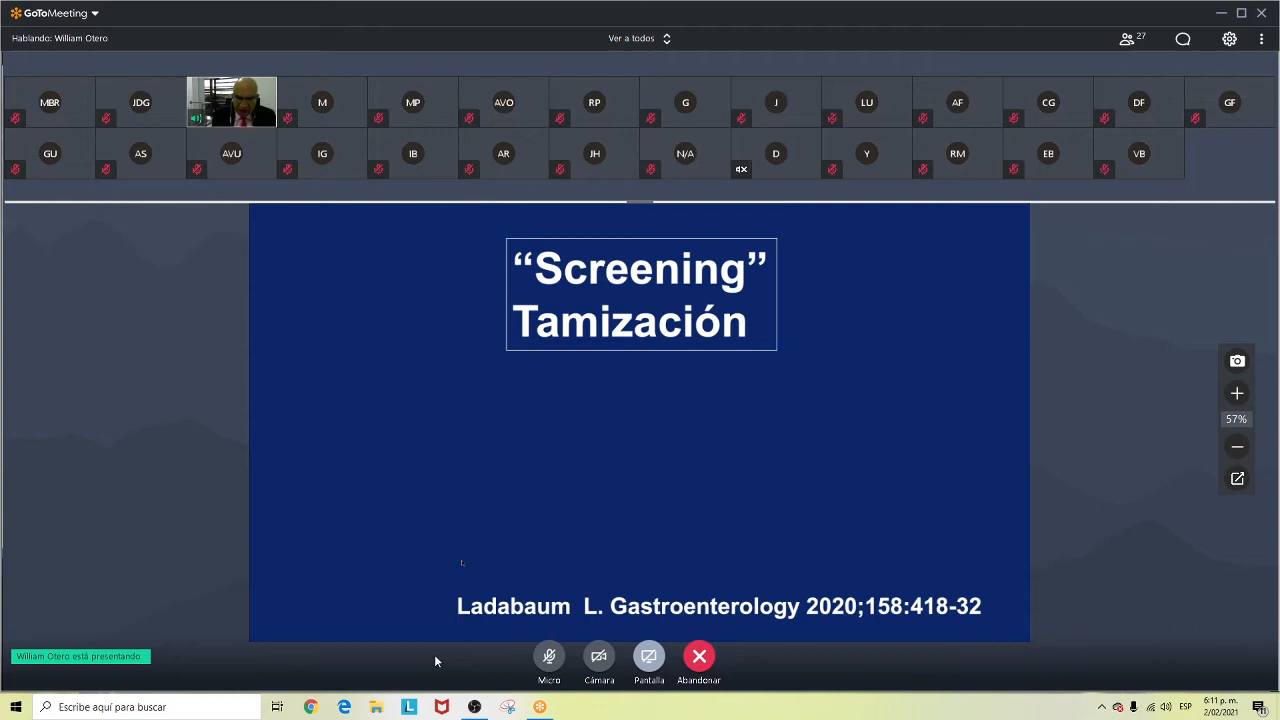 GoToMeeting
Hablando: William Otero
Ver a todos
27
MBR
JDG
M
MP
AVO
RP
G
J
LU
AF
CG
DF
GF
GU
AS
AVU
IG
IB
AR
JH
N/A
D
Y
RM
EB
VB
“Screening”
Tamización
57%
Ladabaum L. Gastroenterology 2020;158:418-32
William Otero está presentando
Micro
Cámara
Pantalla
Abandonar
Escribe aquí para buscar
ESP
6:11 p. m.
2/02/2021